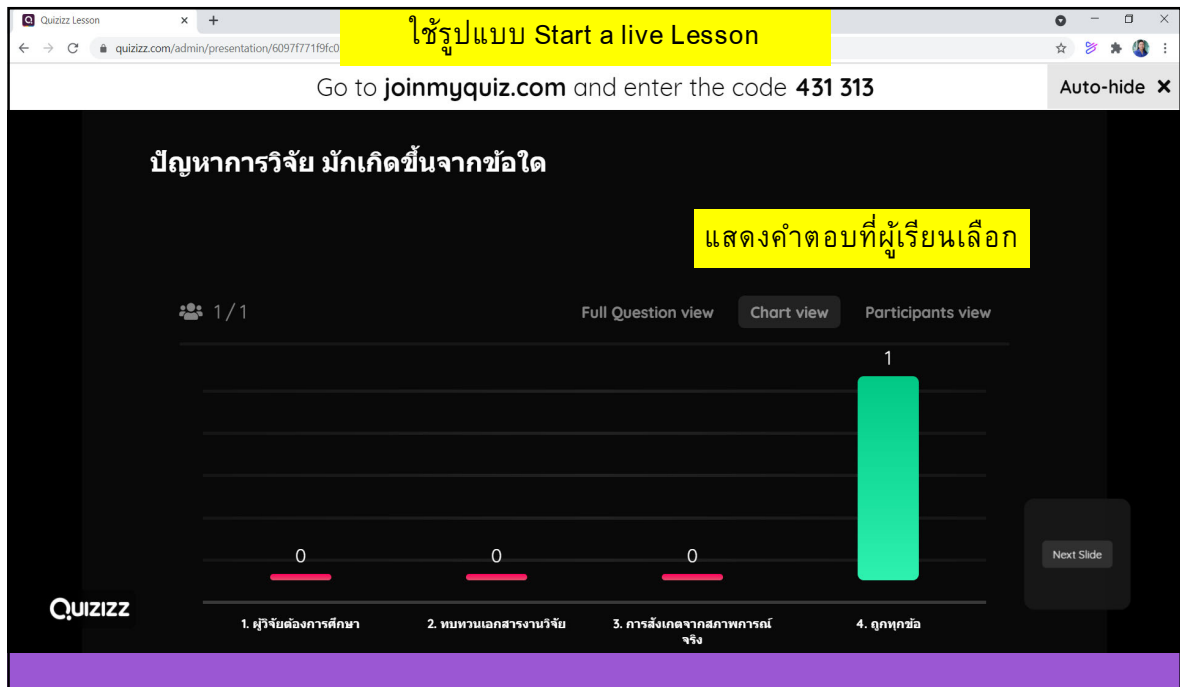 Quizizz Lesson
ใช้รูปแบบ Start a live Lesson
quizizz.com/admin/presentation/6097f771f9fc0
Go to joinmyquiz.com and enter the code 431 313
Auto-hide
ปัญหาการวิจัย มักเกิดขึ้นจากข้อใด
แสดงคำตอบที่ผู้เรียนเลือก
1/1
Full Question view Chart view Participants view
1
0 0 0
Next Slide
Quizizz
1. ผู้วิจัยต้องการศึกษา 2. ทบทวนเอกสารงานวิจัย 3. การสังเกตจากสภาพการณ์ 4. ถูกทุกข้อ
จริง